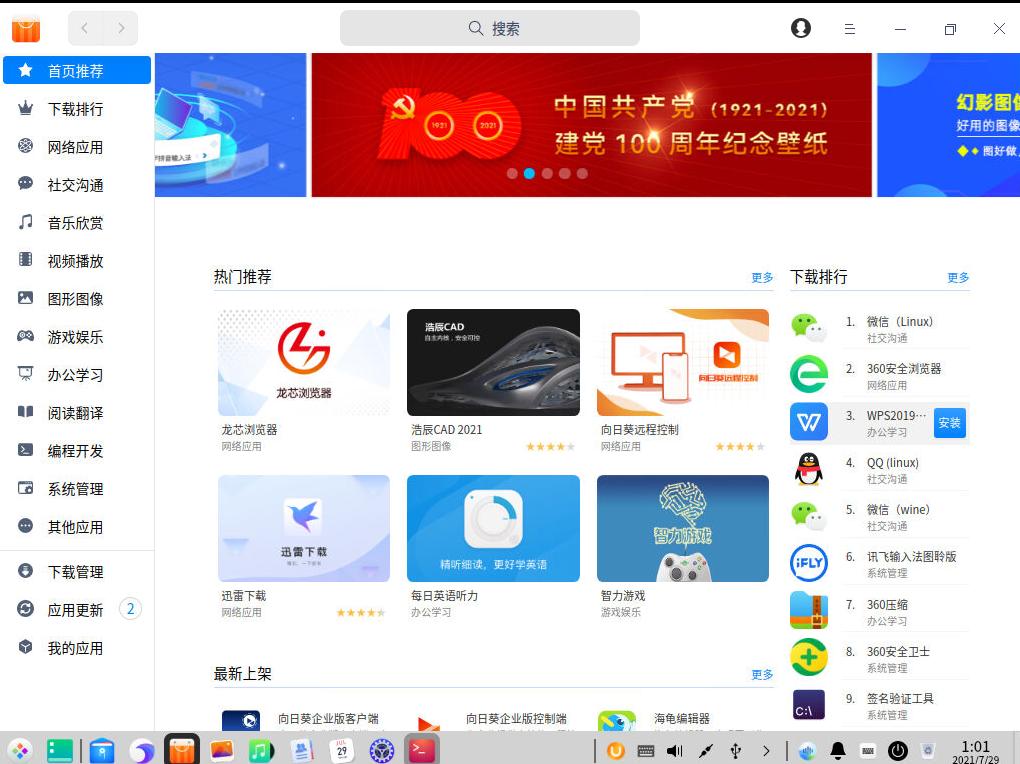 搜索
首页推荐
下载排行
网络应用
社交沟通
音乐欣赏
视频播放
图形图像
游戏娱乐
办公学习
阅读翻译
编程开发
系统管理
其他应用
下载管理
应用更新 2
我的应用
拼音输入法
中国共产党 (1921-2021)
建党 100 周年纪念壁纸
1921 2021
幻影图像
好用的图像
图好做
热门推荐 更多
龙芯浏览器
龙芯浏览器
网络应用
浩辰CAD
自主内核，安全可控
浩辰CAD 2021
图形图像
向日葵远程控制
向日葵远程控制
网络应用
迅雷下载
迅雷下载
网络应用
精听细读，更好学英语
每日英语听力
办公学习
智力游戏
智力游戏
游戏娱乐
最新上架 更多
向日葵企业版客户端
向日葵企业版控制端
海龟编辑器
下载排行 更多
1. 微信（Linux）
社交沟通
2. 360安全浏览器
网络应用
3. WPS2019… 安装
办公学习
4. QQ (linux)
社交沟通
5. 微信（wine）
社交沟通
iFLY
6. 讯飞输入法图聆版
系统管理
7. 360压缩
办公学习
8. 360安全卫士
系统管理
C:\
9. 签名验证工具
系统管理
JUL
29
1:01
2021/7/29